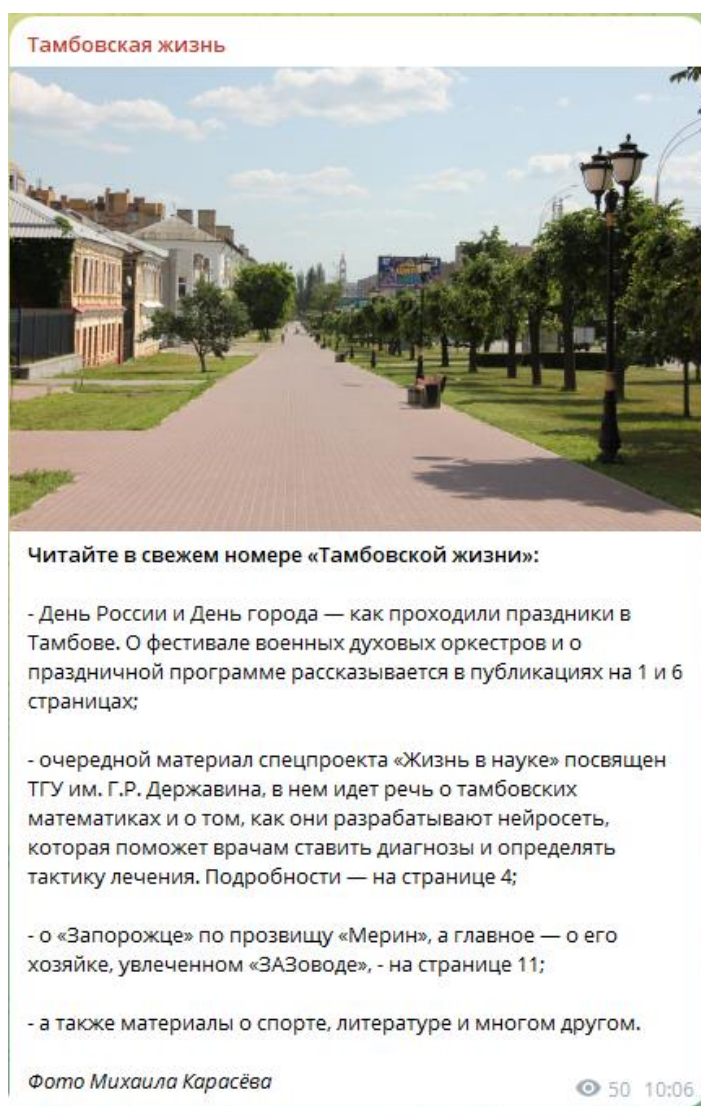 Тамбовская жизнь
Читайте в свежем номере «Тамбовской жизни»:
- День России и День города — как проходили праздники в
Тамбове. О фестивале военных духовых оркестров и о
праздничной программе рассказывается в публикациях на 1 и 6
страницах;
- очередной материал спецпроекта «Жизнь в науке» посвящен
ТГУ им. Г.Р. Державина, в нем идет речь о тамбовских
математиках и о том, как они разрабатывают нейросеть,
которая поможет врачам ставить диагнозы и определять
тактику лечения. Подробности — на странице 4;
- о «Запорожце» по прозвищу «Мерин», а главное — о его
хозяйке, увлеченном «ЗАЗоводе», - на странице 11;
- а также материалы о спорте, литературе и многом другом.
Фото Михаила Карасёва
50 10:06